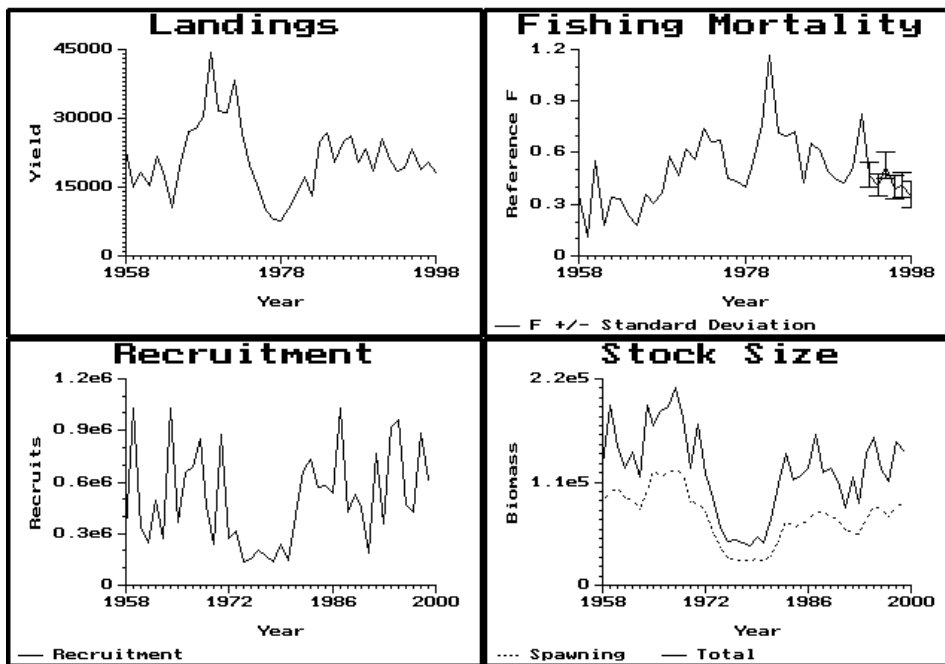 Landings
45000
30000
15000
0
Yield
1958
1978
1998
Year
Fishing Mortality
1.2
0.9
0.6
0.3
0
Reference F
1958
1978
1998
Year
F +/- Standard Deviation
Recruitment
1.2e6
0.9e6
0.6e6
0.3e6
0
Recruits
1958
1972
1986
2000
Year
Recruitment
Stock Size
2.2e5
1.1e5
0
Biomass
1958
1972
1986
2000
Year
Spawning
Total